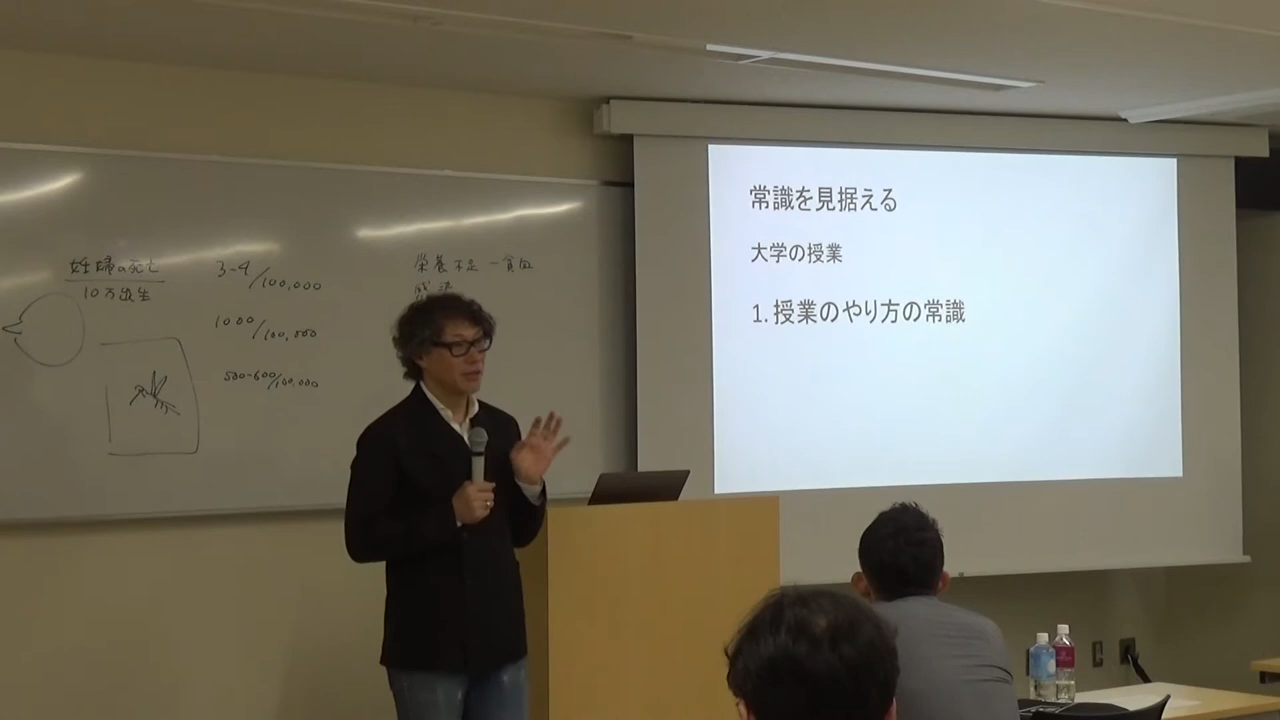 妊婦の死亡
10万出生
3-4/100,000
1000/100,000
500-600/100,000
栄養不足 - 貧血
常識を見据える
大学の授業
1. 授業のやり方の常識